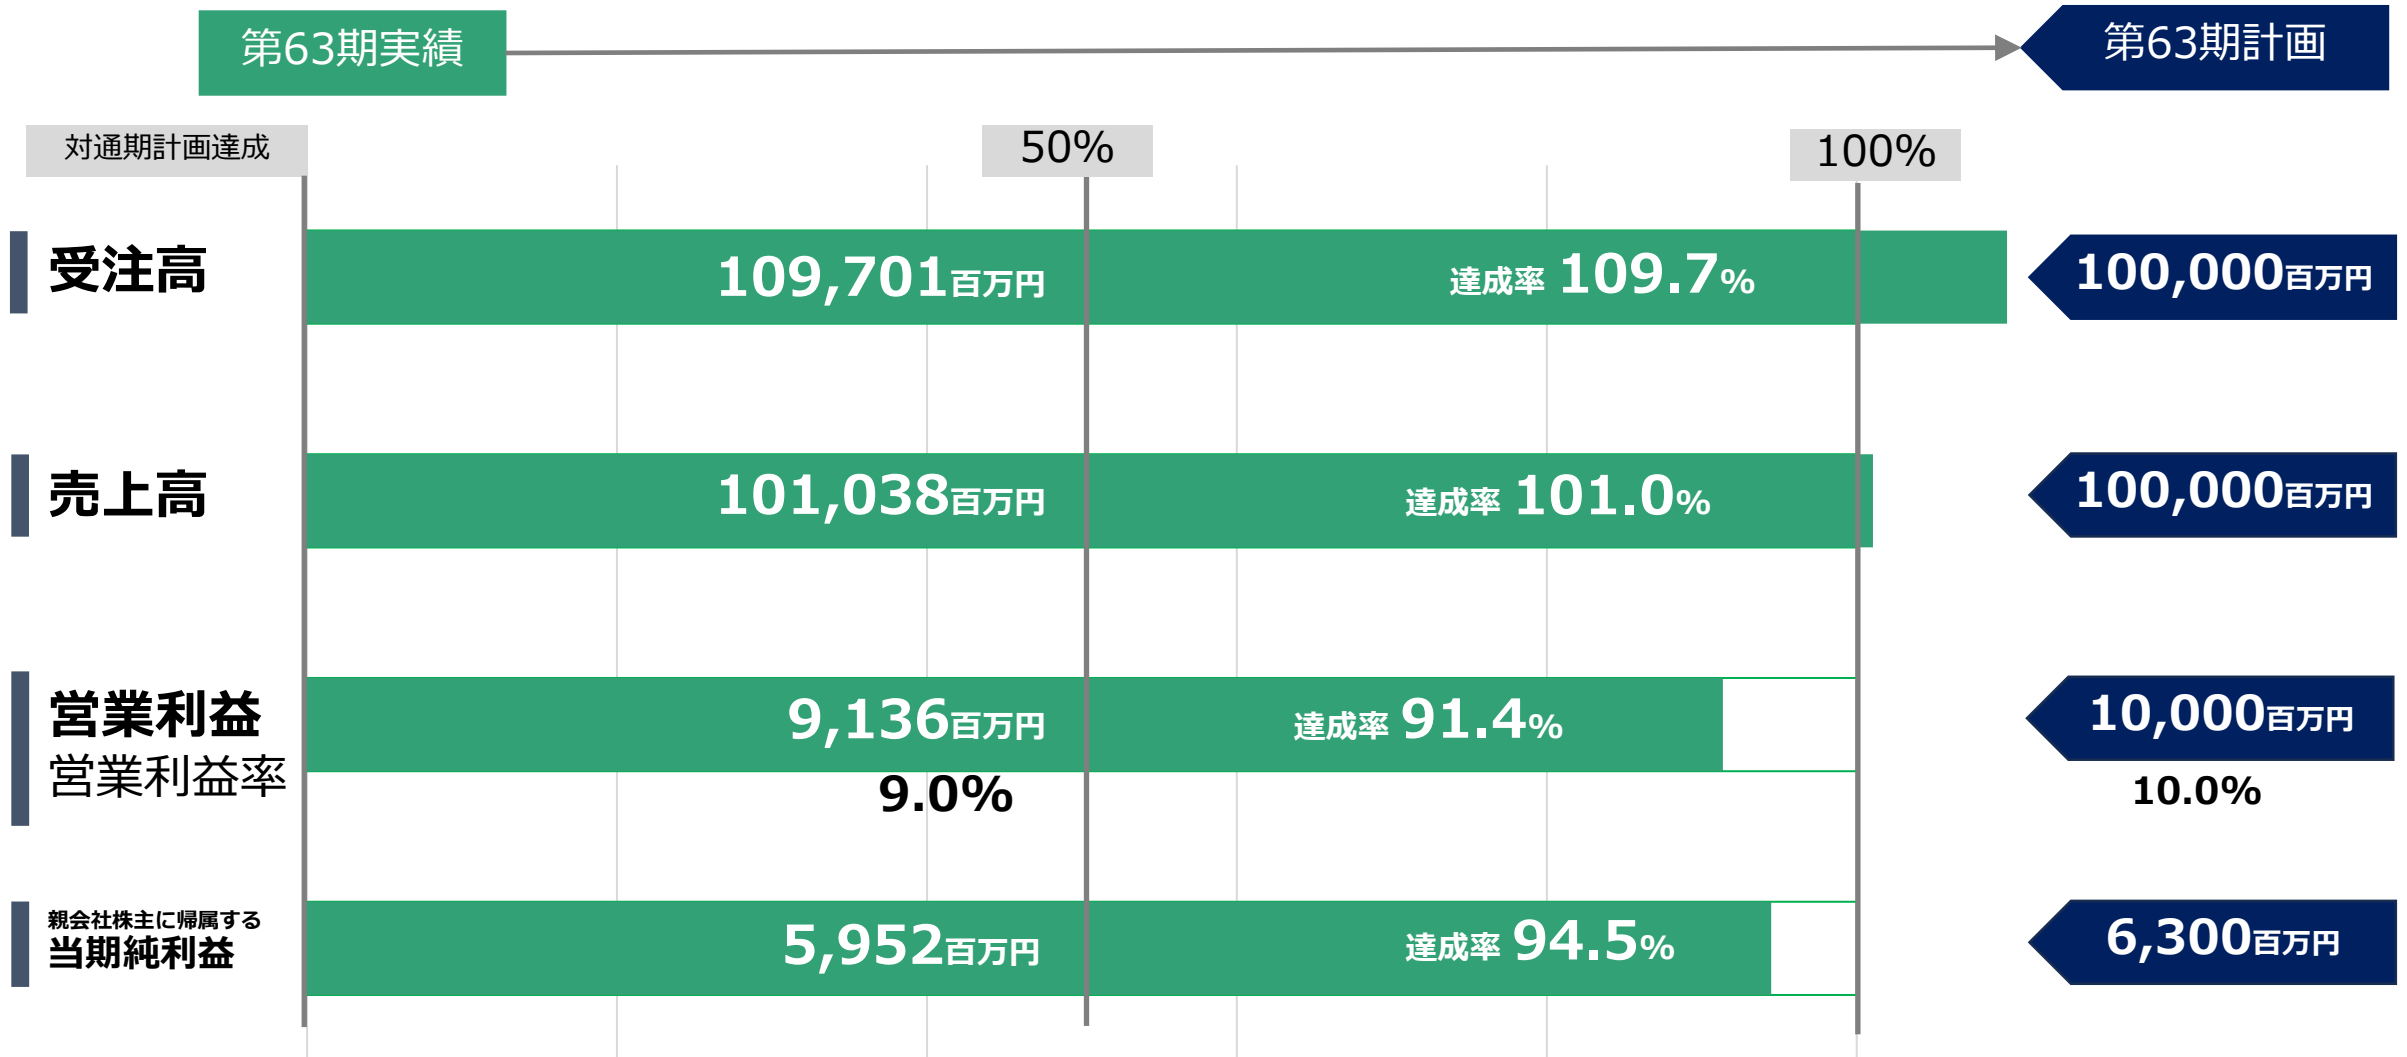 第63期実績
第63期計画
対通期計画達成
50%
100%
受注高
109,701百万円
達成率 109.7%
100,000百万円
売上高
101,038百万円
達成率 101.0%
100,000百万円
営業利益
9,136百万円
達成率 91.4%
10,000百万円
営業利益率
9.0%
10.0%
親会社株主に帰属する
当期純利益
5,952百万円
達成率 94.5%
6,300百万円